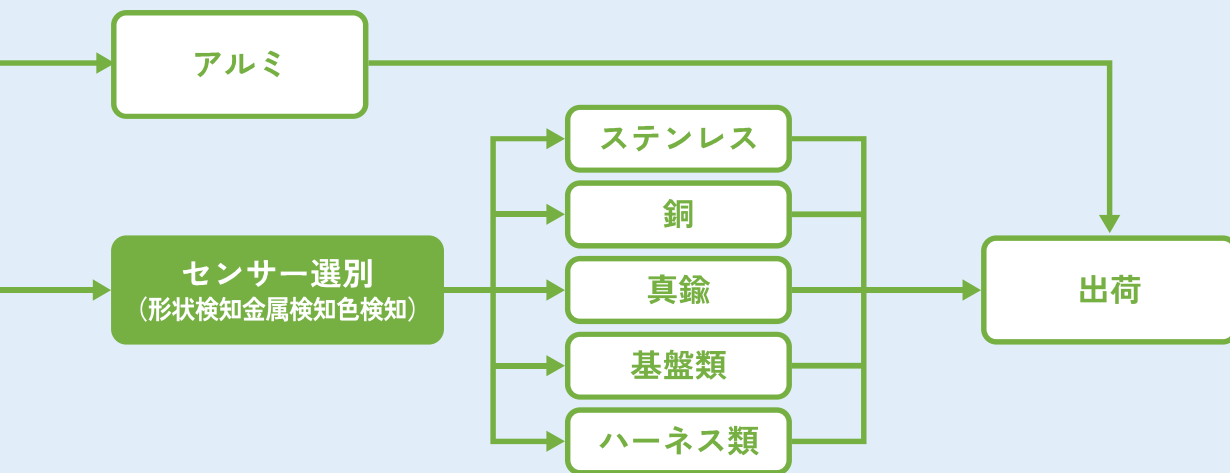 アルミ
センサー選別
（形状検知金属検知色検知）
ステンレス
銅
真鍮
基盤類
ハーネス類
出荷